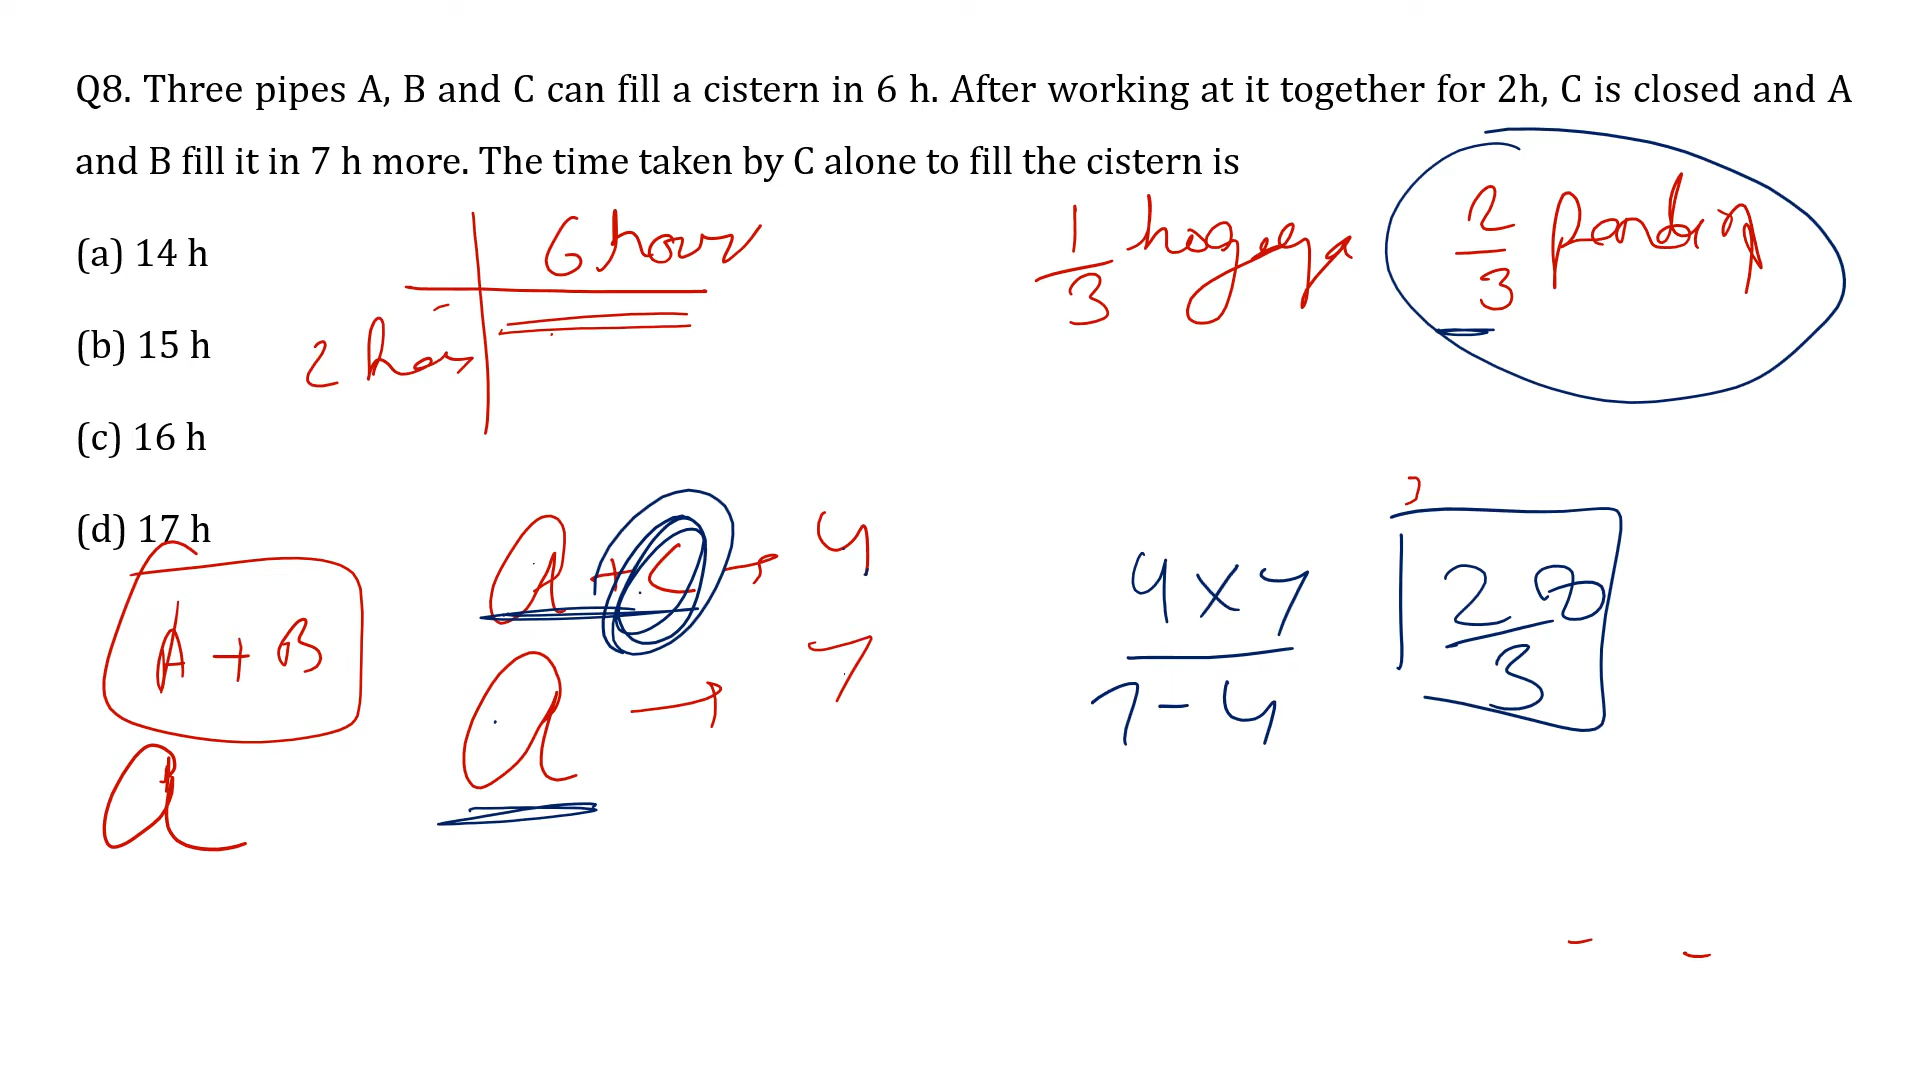 Q8. Three pipes A, B and C can fill a cistern in 6 h. After working at it together for 2h, C is closed and A
and B fill it in 7 h more. The time taken by C alone to fill the cistern is
(a) 14 h
(b) 15 h
(c) 16 h
(d) 17 h
6 hour
2
1/3 hogeya
2/3 pending
A + B
a
A + C → 4
a → 7
4 × 7
7 - 4
28
3